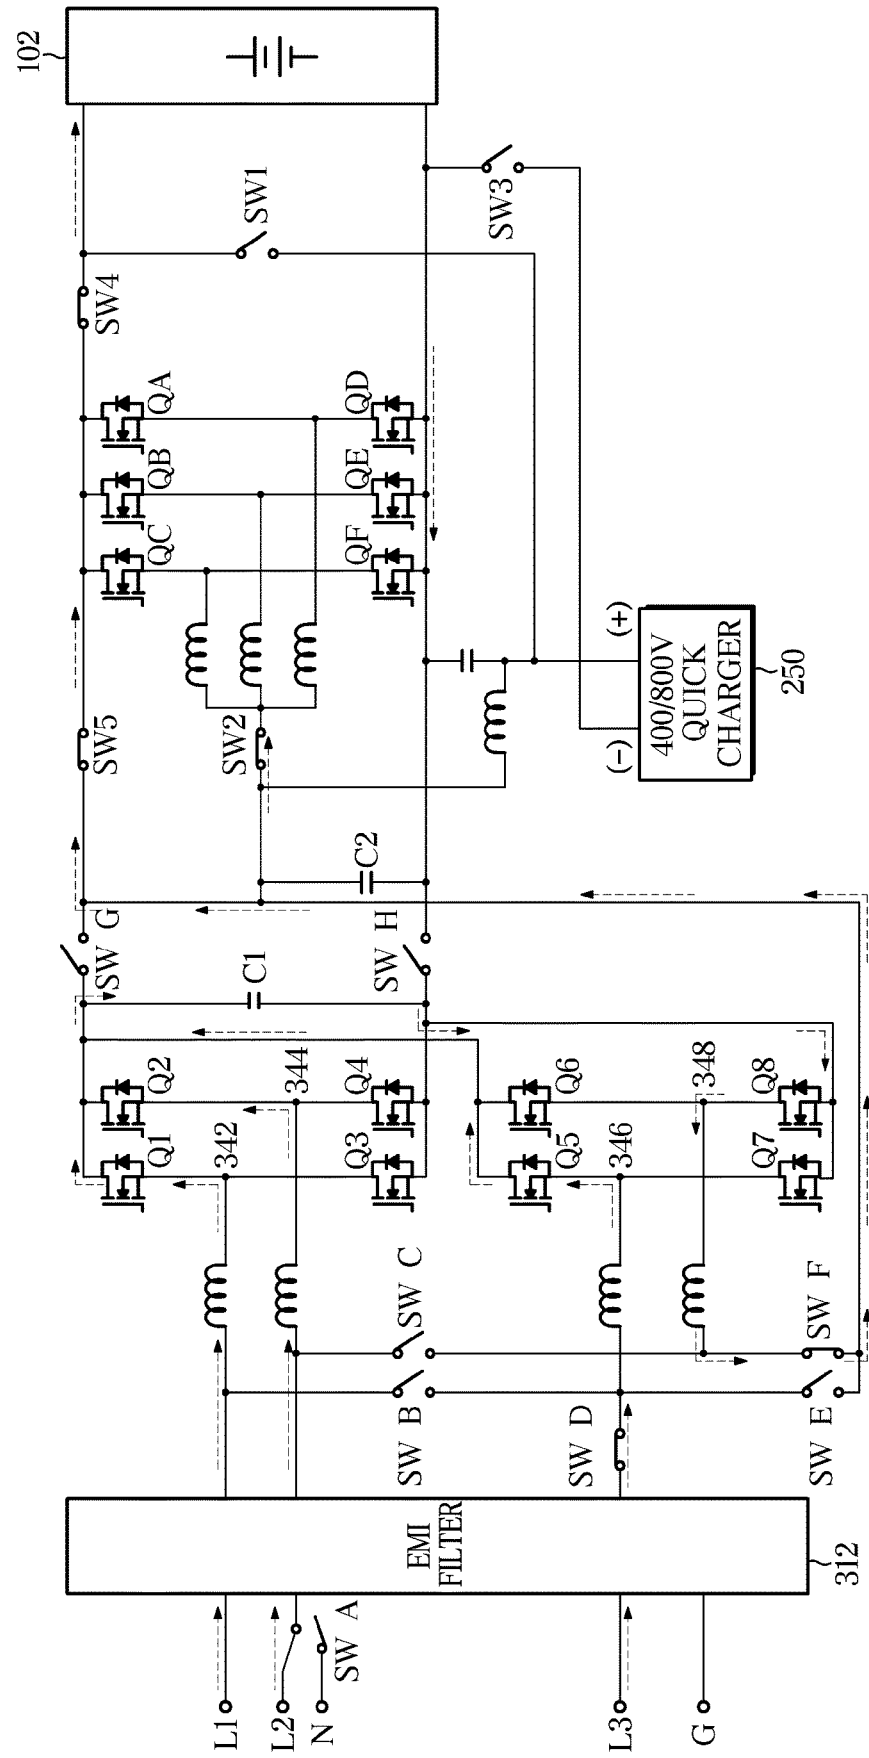 102
SW1
SW3
SW4
QA
QD
QB
QE
QC
QF
(+)
400/800V
QUICK
CHARGER
(-)
250
SW5
SW2
C2
SW G
SW H
C1
Q2
344
Q4
Q1
342
Q3
Q6
348
Q8
Q5
346
Q7
SW C
SW F
SW B
SW D
SW E
EMI
FILTER
312
SW A
L1
L2
N
L3
G